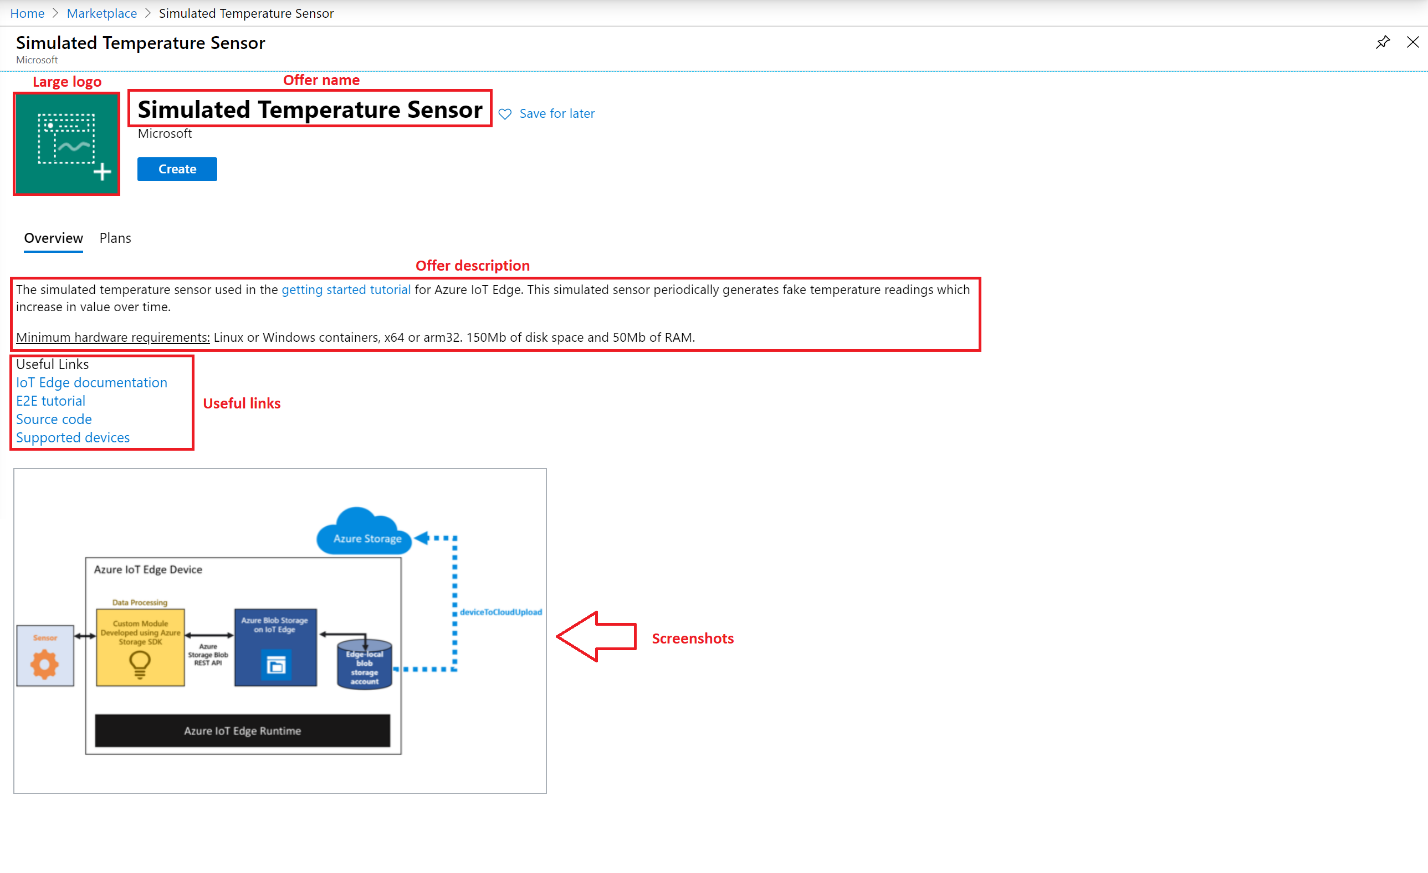 Home > Marketplace > Simulated Temperature Sensor
Simulated Temperature Sensor
Microsoft
Large logo
Offer name
Simulated Temperature Sensor
Save for later
Microsoft
Create
Overview Plans
Offer description
The simulated temperature sensor used in the getting started tutorial for Azure IoT Edge. This simulated sensor periodically generates fake temperature readings which
increase in value over time.
Minimum hardware requirements: Linux or Windows containers, x64 or arm32. 150Mb of disk space and 50Mb of RAM.
Useful Links
IoT Edge documentation
E2E tutorial
Source code
Supported devices
Useful links
Azure Storage
Azure IoT Edge Device
Data Processing
Sensor
Custom Module
Developed using Azure
Storage SDK
Azure
Storage Blob
REST API
Azure Blob Storage
on IoT Edge
Edge-local
blob
storage
account
deviceToCloudUpload
Azure IoT Edge Runtime
Screenshots